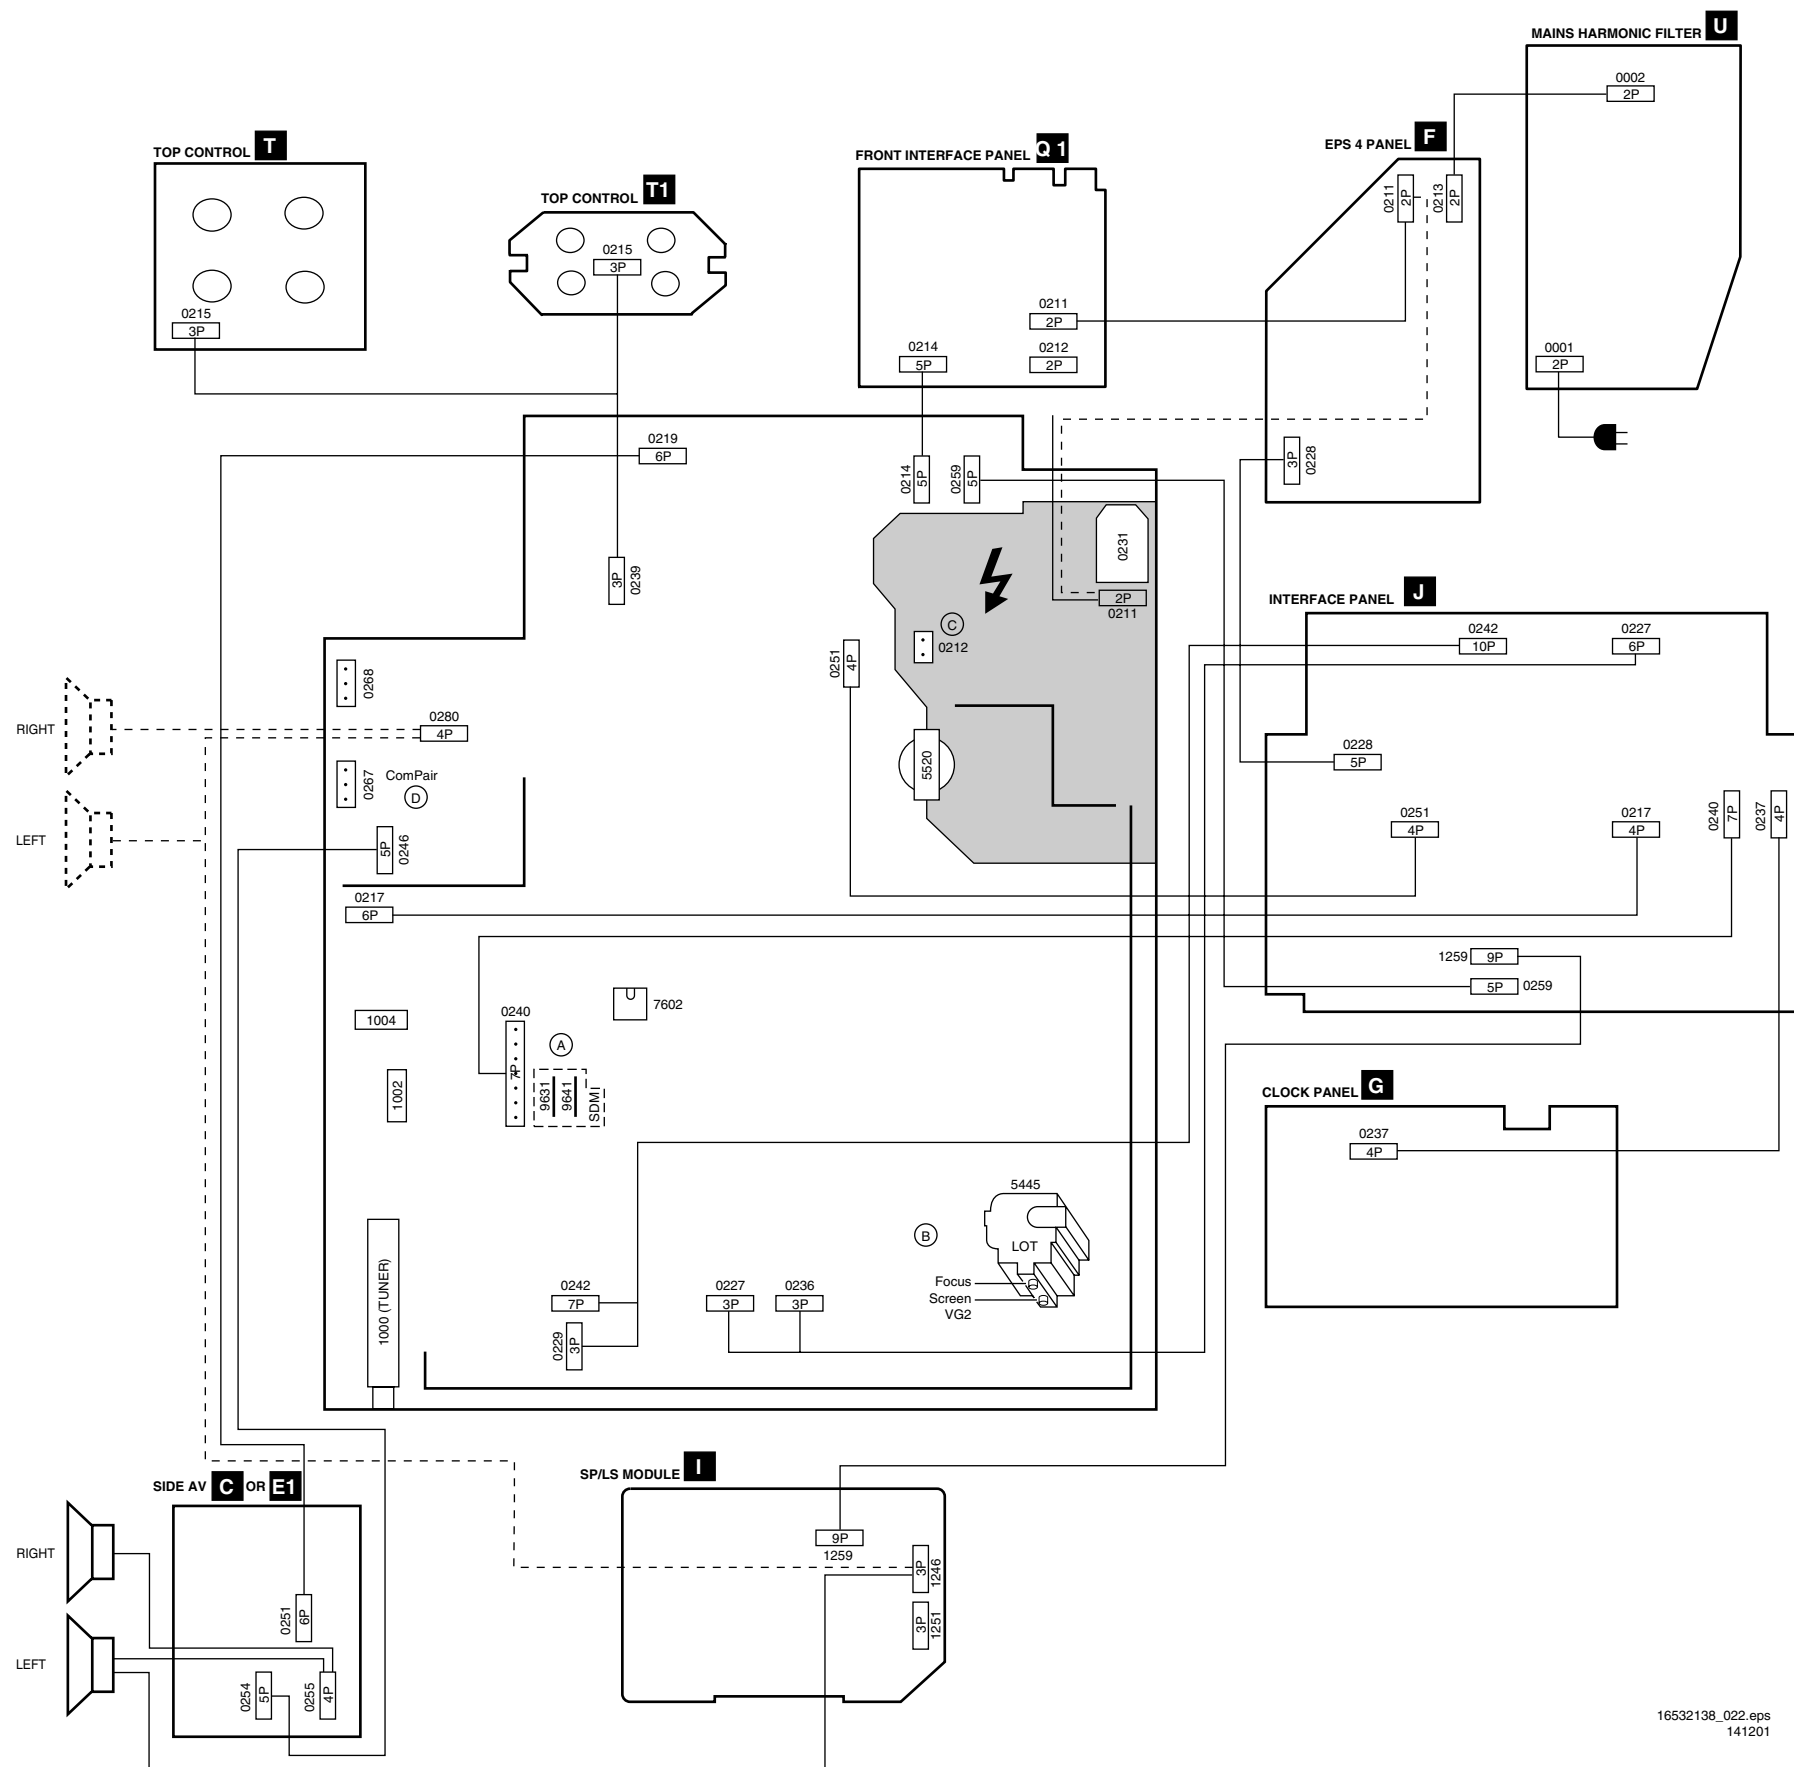 MAINS HARMONIC FILTER U
0002
2P
0001
2P
EPS 4 PANEL F
0211
2P
0213
2P
3P
0228
FRONT INTERFACE PANEL Q 1
0211
2P
0214
5P
0212
2P
TOP CONTROL T
0215
3P
TOP CONTROL T1
0215
3P
0219
6P
0214
5P
0259
5P
3P
0239
0231
2P
0211
C
0212
0251
4P
5520
0268
RIGHT
0280
4P
0267
ComPair
D
LEFT
5P
0246
0217
6P
INTERFACE PANEL J
0242
10P
0227
6P
0228
5P
0251
4P
0217
4P
0240
7P
0237
4P
1259 9P
5P 0259
1004
1002
0240
7P
A
7602
9631
9641
SDMI
CLOCK PANEL G
0237
4P
5445
LOT
B
Focus
Screen
VG2
1000 (TUNER)
0242
7P
0229
3P
0227
3P
0236
3P
SIDE AV C OR E1
RIGHT
0251
6P
LEFT
0254
5P
0255
4P
SP/LS MODULE I
9P
1259
3P
1246
3P
1251
16532138_022.eps
141201